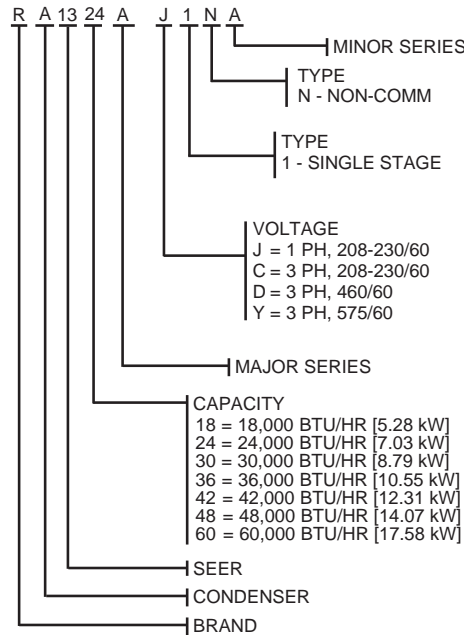 R A 13 24 A J 1 N A
MINOR SERIES
TYPE
N - NON-COMM
TYPE
1 - SINGLE STAGE
VOLTAGE
J = 1 PH, 208-230/60
C = 3 PH, 208-230/60
D = 3 PH, 460/60
Y = 3 PH, 575/60
MAJOR SERIES
CAPACITY
18 = 18,000 BTU/HR [5.28 kW]
24 = 24,000 BTU/HR [7.03 kW]
30 = 30,000 BTU/HR [8.79 kW]
36 = 36,000 BTU/HR [10.55 kW]
42 = 42,000 BTU/HR [12.31 kW]
48 = 48,000 BTU/HR [14.07 kW]
60 = 60,000 BTU/HR [17.58 kW]
SEER
CONDENSER
BRAND